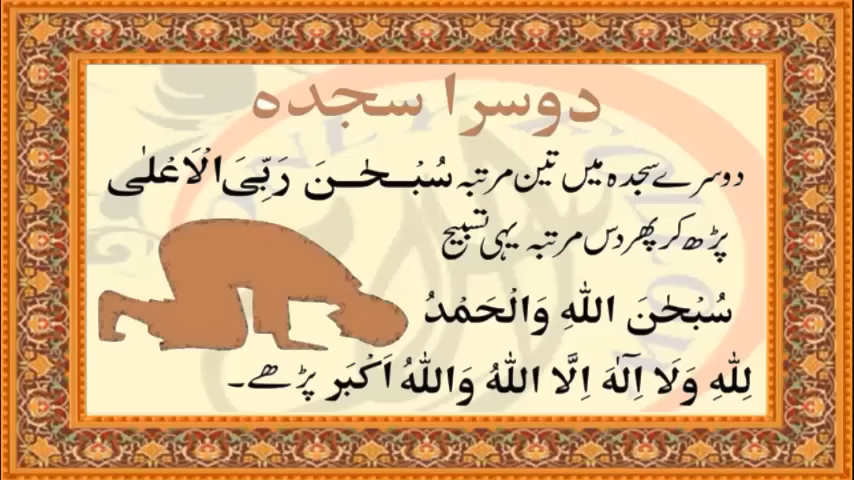 دوسرا سجدہ
دوسرے سجدہ میں تین مرتبہ سُبْحٰنَ رَبِّیَ الْاَعْلٰی
پڑھ کر پھر دس مرتبہ یہی تسبیح
سُبْحٰنَ اللّٰهِ وَالْحَمْدُ
لِلّٰهِ وَلَا اِلٰٓهَ اِلَّا اللّٰهُ وَاللّٰهُ اَکْبَر پڑھے۔